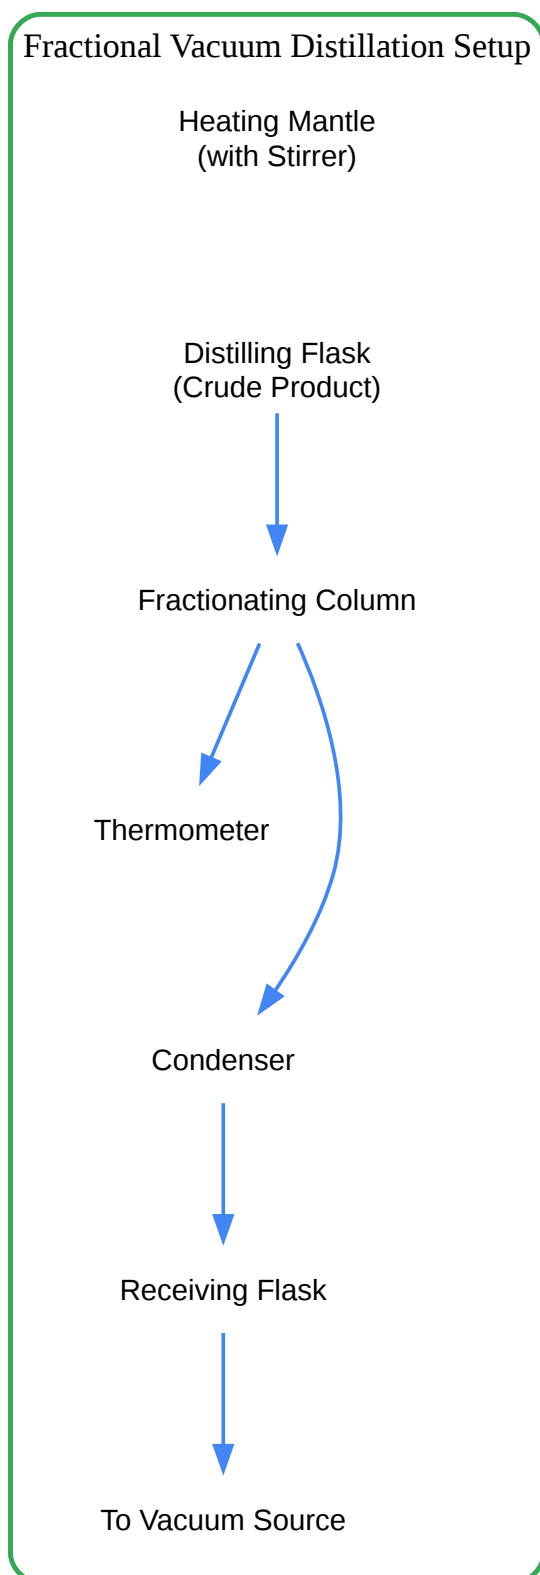 Fractional Vacuum Distillation Setup
Heating Mantle
(with Stirrer)
Distilling Flask
(Crude Product)
Fractionating Column
Thermometer
Condenser
Receiving Flask
To Vacuum Source